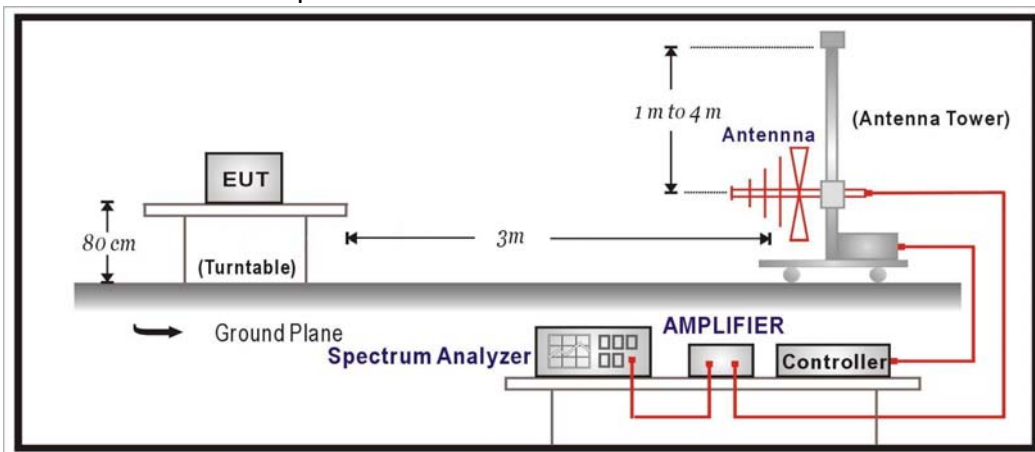 1 m to 4 m
(Antenna Tower)
Antennna
EUT
80 cm
3m
(Turntable)
Ground Plane
AMPLIFIER
Spectrum Analyzer
Controller